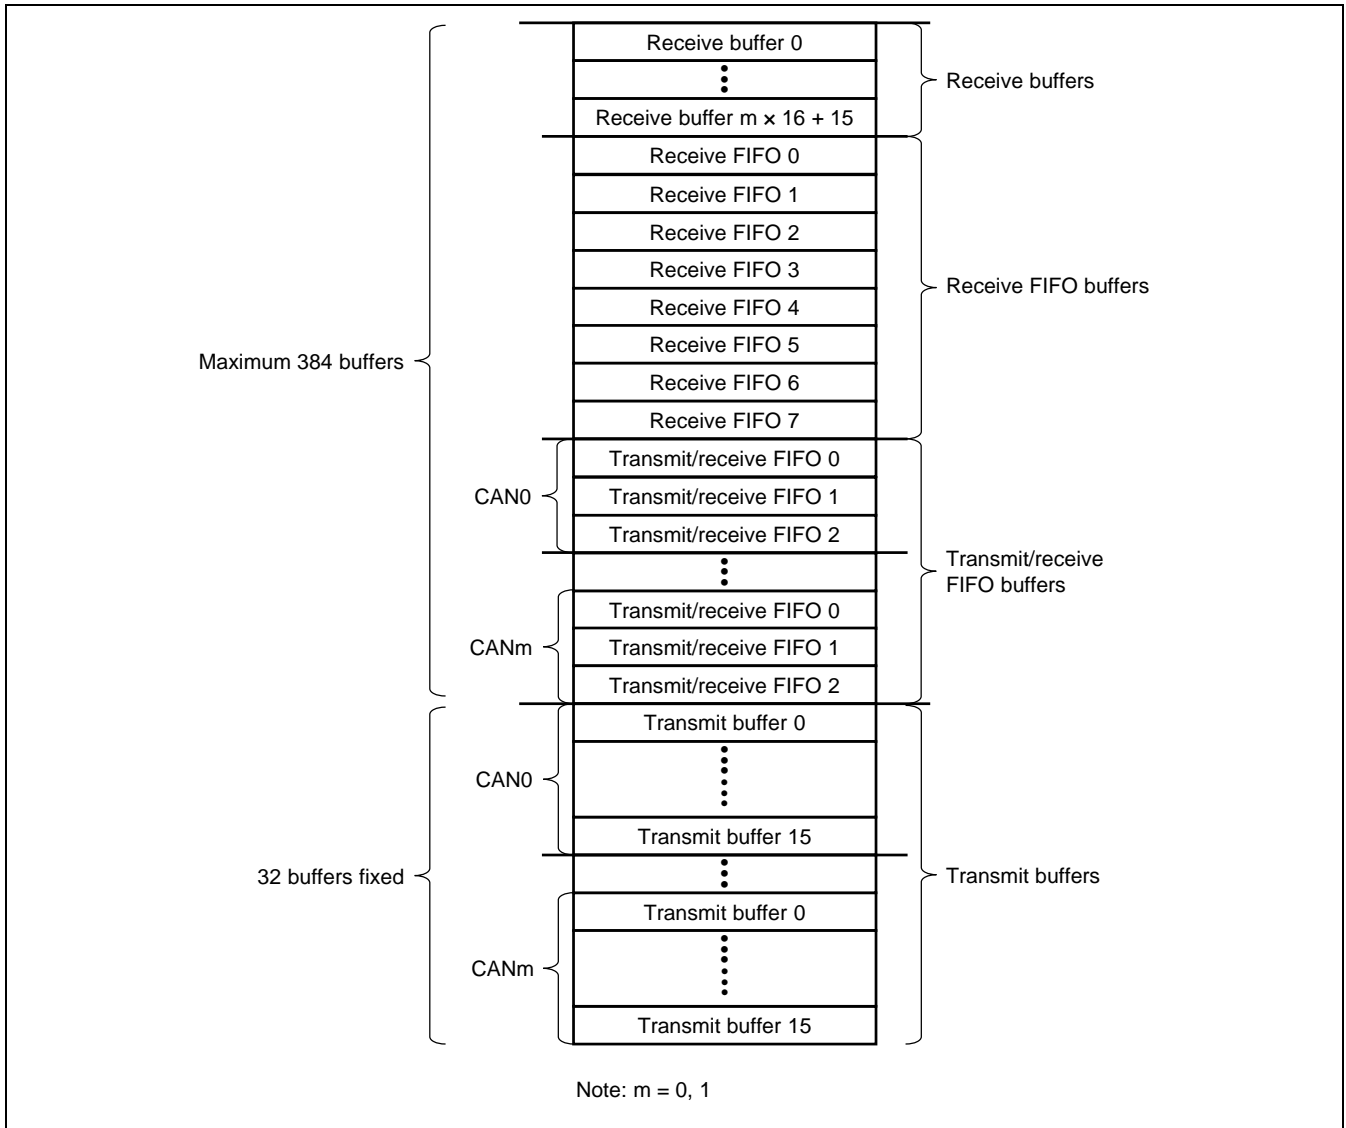 Receive buffer 0
Receive buffers
Receive buffer m × 16 + 15
Receive FIFO 0
Receive FIFO 1
Receive FIFO 2
Receive FIFO 3
Receive FIFO buffers
Receive FIFO 4
Receive FIFO 5
Maximum 384 buffers
Receive FIFO 6
Receive FIFO 7
Transmit/receive FIFO 0
CAN0
Transmit/receive FIFO 1
Transmit/receive FIFO 2
Transmit/receive
FIFO buffers
Transmit/receive FIFO 0
CANm
Transmit/receive FIFO 1
Transmit/receive FIFO 2
Transmit buffer 0
CAN0
Transmit buffer 15
32 buffers fixed
Transmit buffers
Transmit buffer 0
CANm
Transmit buffer 15
Note: m = 0, 1